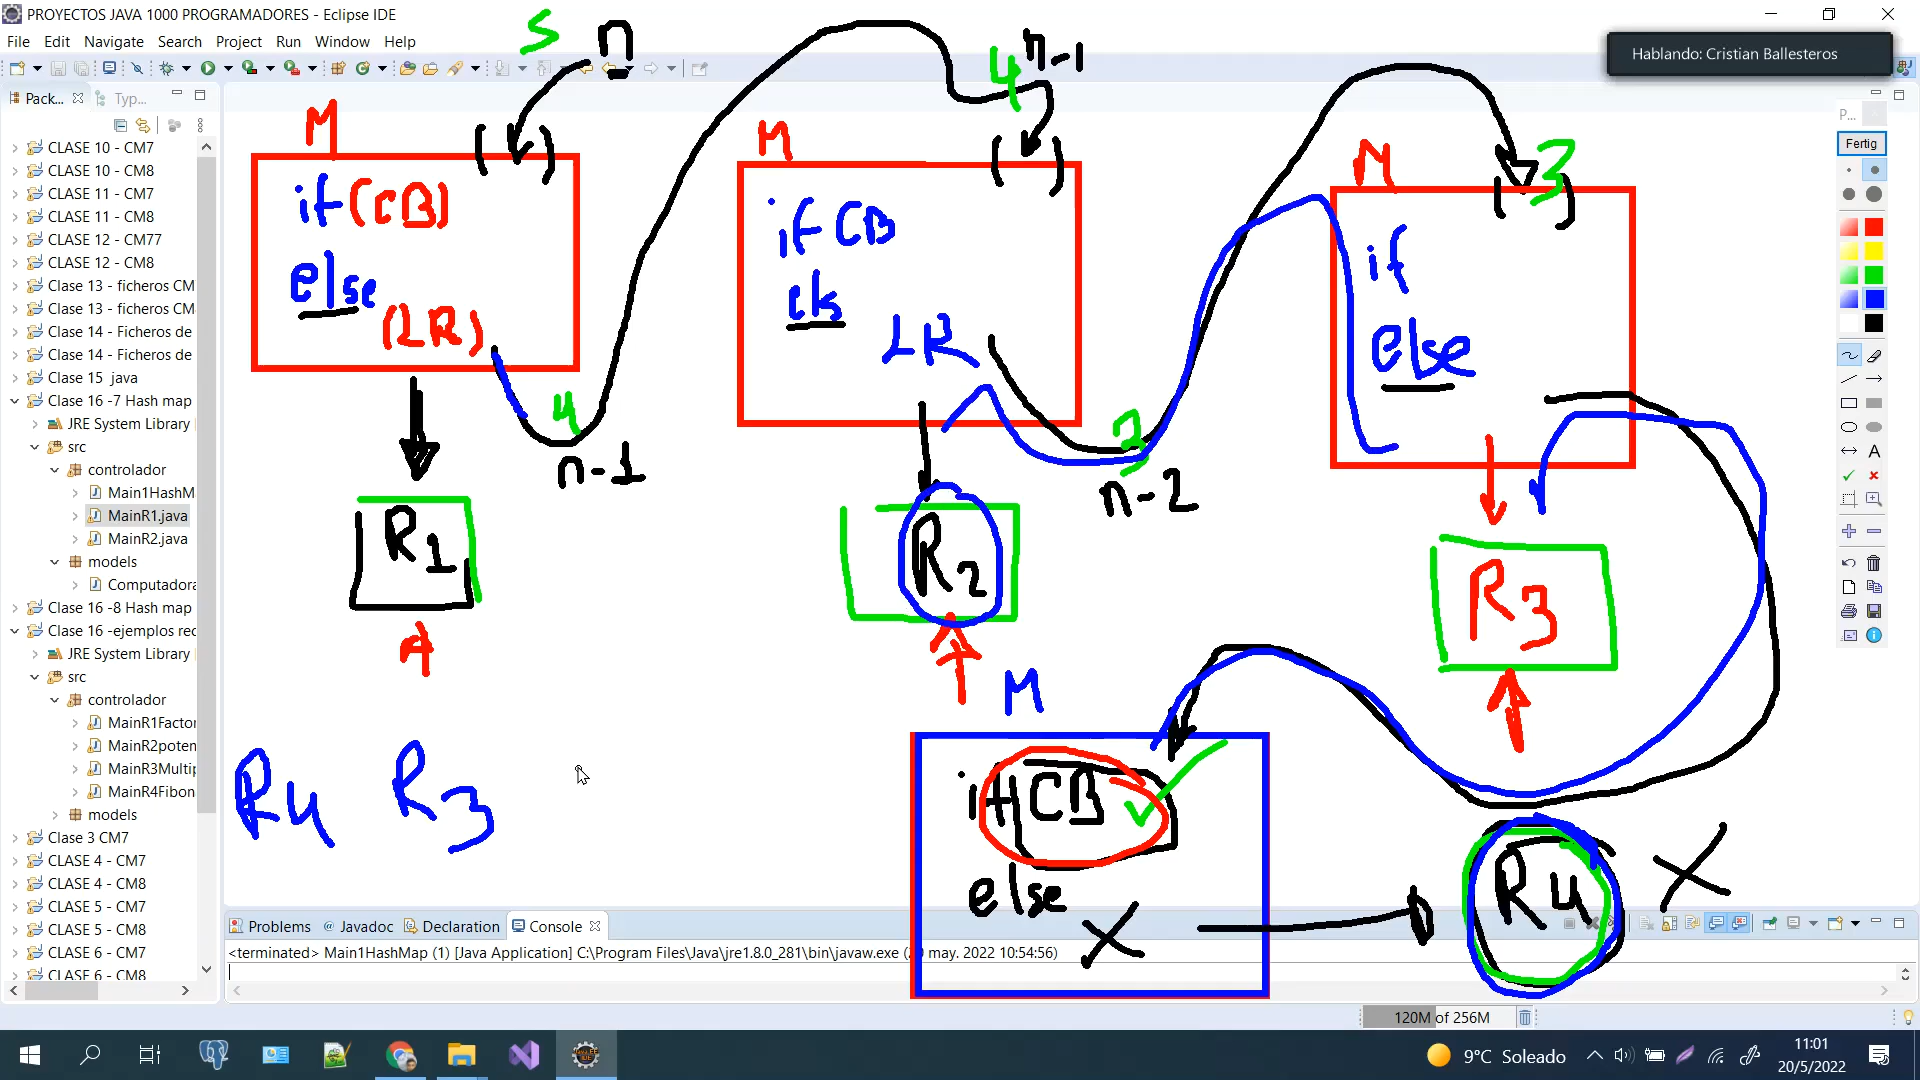 PROYECTOS JAVA 1000 PROGRAMADORES - Eclipse IDE
File Edit Navigate Search Project Run Window Help
Hablando: Cristian Ballesteros
Pack... Typ... P...
Fertig
CLASE 10 - CM7
CLASE 10 - CM8
CLASE 11 - CM7
CLASE 11 - CM8
CLASE 12 - CM77
CLASE 12 - CM8
Clase 13 - ficheros CM
Clase 13 - ficheros CM
Clase 14 - Ficheros de
Clase 14 - Ficheros de
Clase 15 java
Clase 16 -7 Hash map
JRE System Library
src
controlador
Main1HashM
MainR1.java
MainR2.java
models
Computadora
Clase 16 -8 Hash map
Clase 16 -ejemplos rec
JRE System Library
src
controlador
MainR1Factor
MainR2poten
MainR3Multip
MainR4Fibon
models
Clase 3 CM7
CLASE 4 - CM7
CLASE 4 - CM8
CLASE 5 - CM7
CLASE 5 - CM8
CLASE 6 - CM7
CLASE 6 - CM8
5 n
M ( )
if (CB)
else
(LR)
4
n-1
R1
4 n-1
M ( )
if CB
els
LR
3
n-2
R2
M ( 3 )
if
else
R3
M
if CB
else
X
R4 X
R4 R3
Problems Javadoc Declaration Console
<terminated> Main1HashMap (1) [Java Application] C:\Program Files\Java\jre1.8.0_281\bin\javaw.exe (20 may. 2022 10:54:56)
120M of 256M
A
9°C Soleado
11:01
20/5/2022